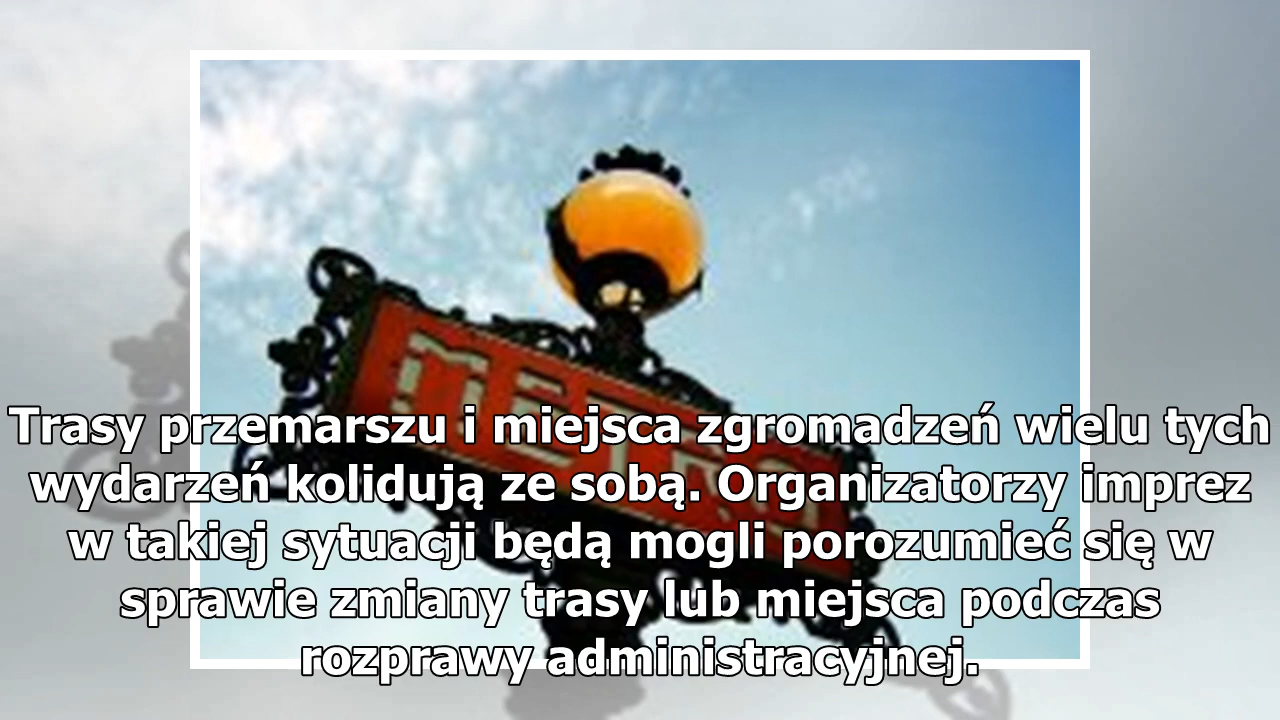 METRO
Trasy przemarszu i miejsca zgromadzeń wielu tych
wydarzeń kolidują ze sobą. Organizatorzy imprez
w takiej sytuacji będą mogli porozumieć się w
sprawie zmiany trasy lub miejsca podczas
rozprawy administracyjnej.